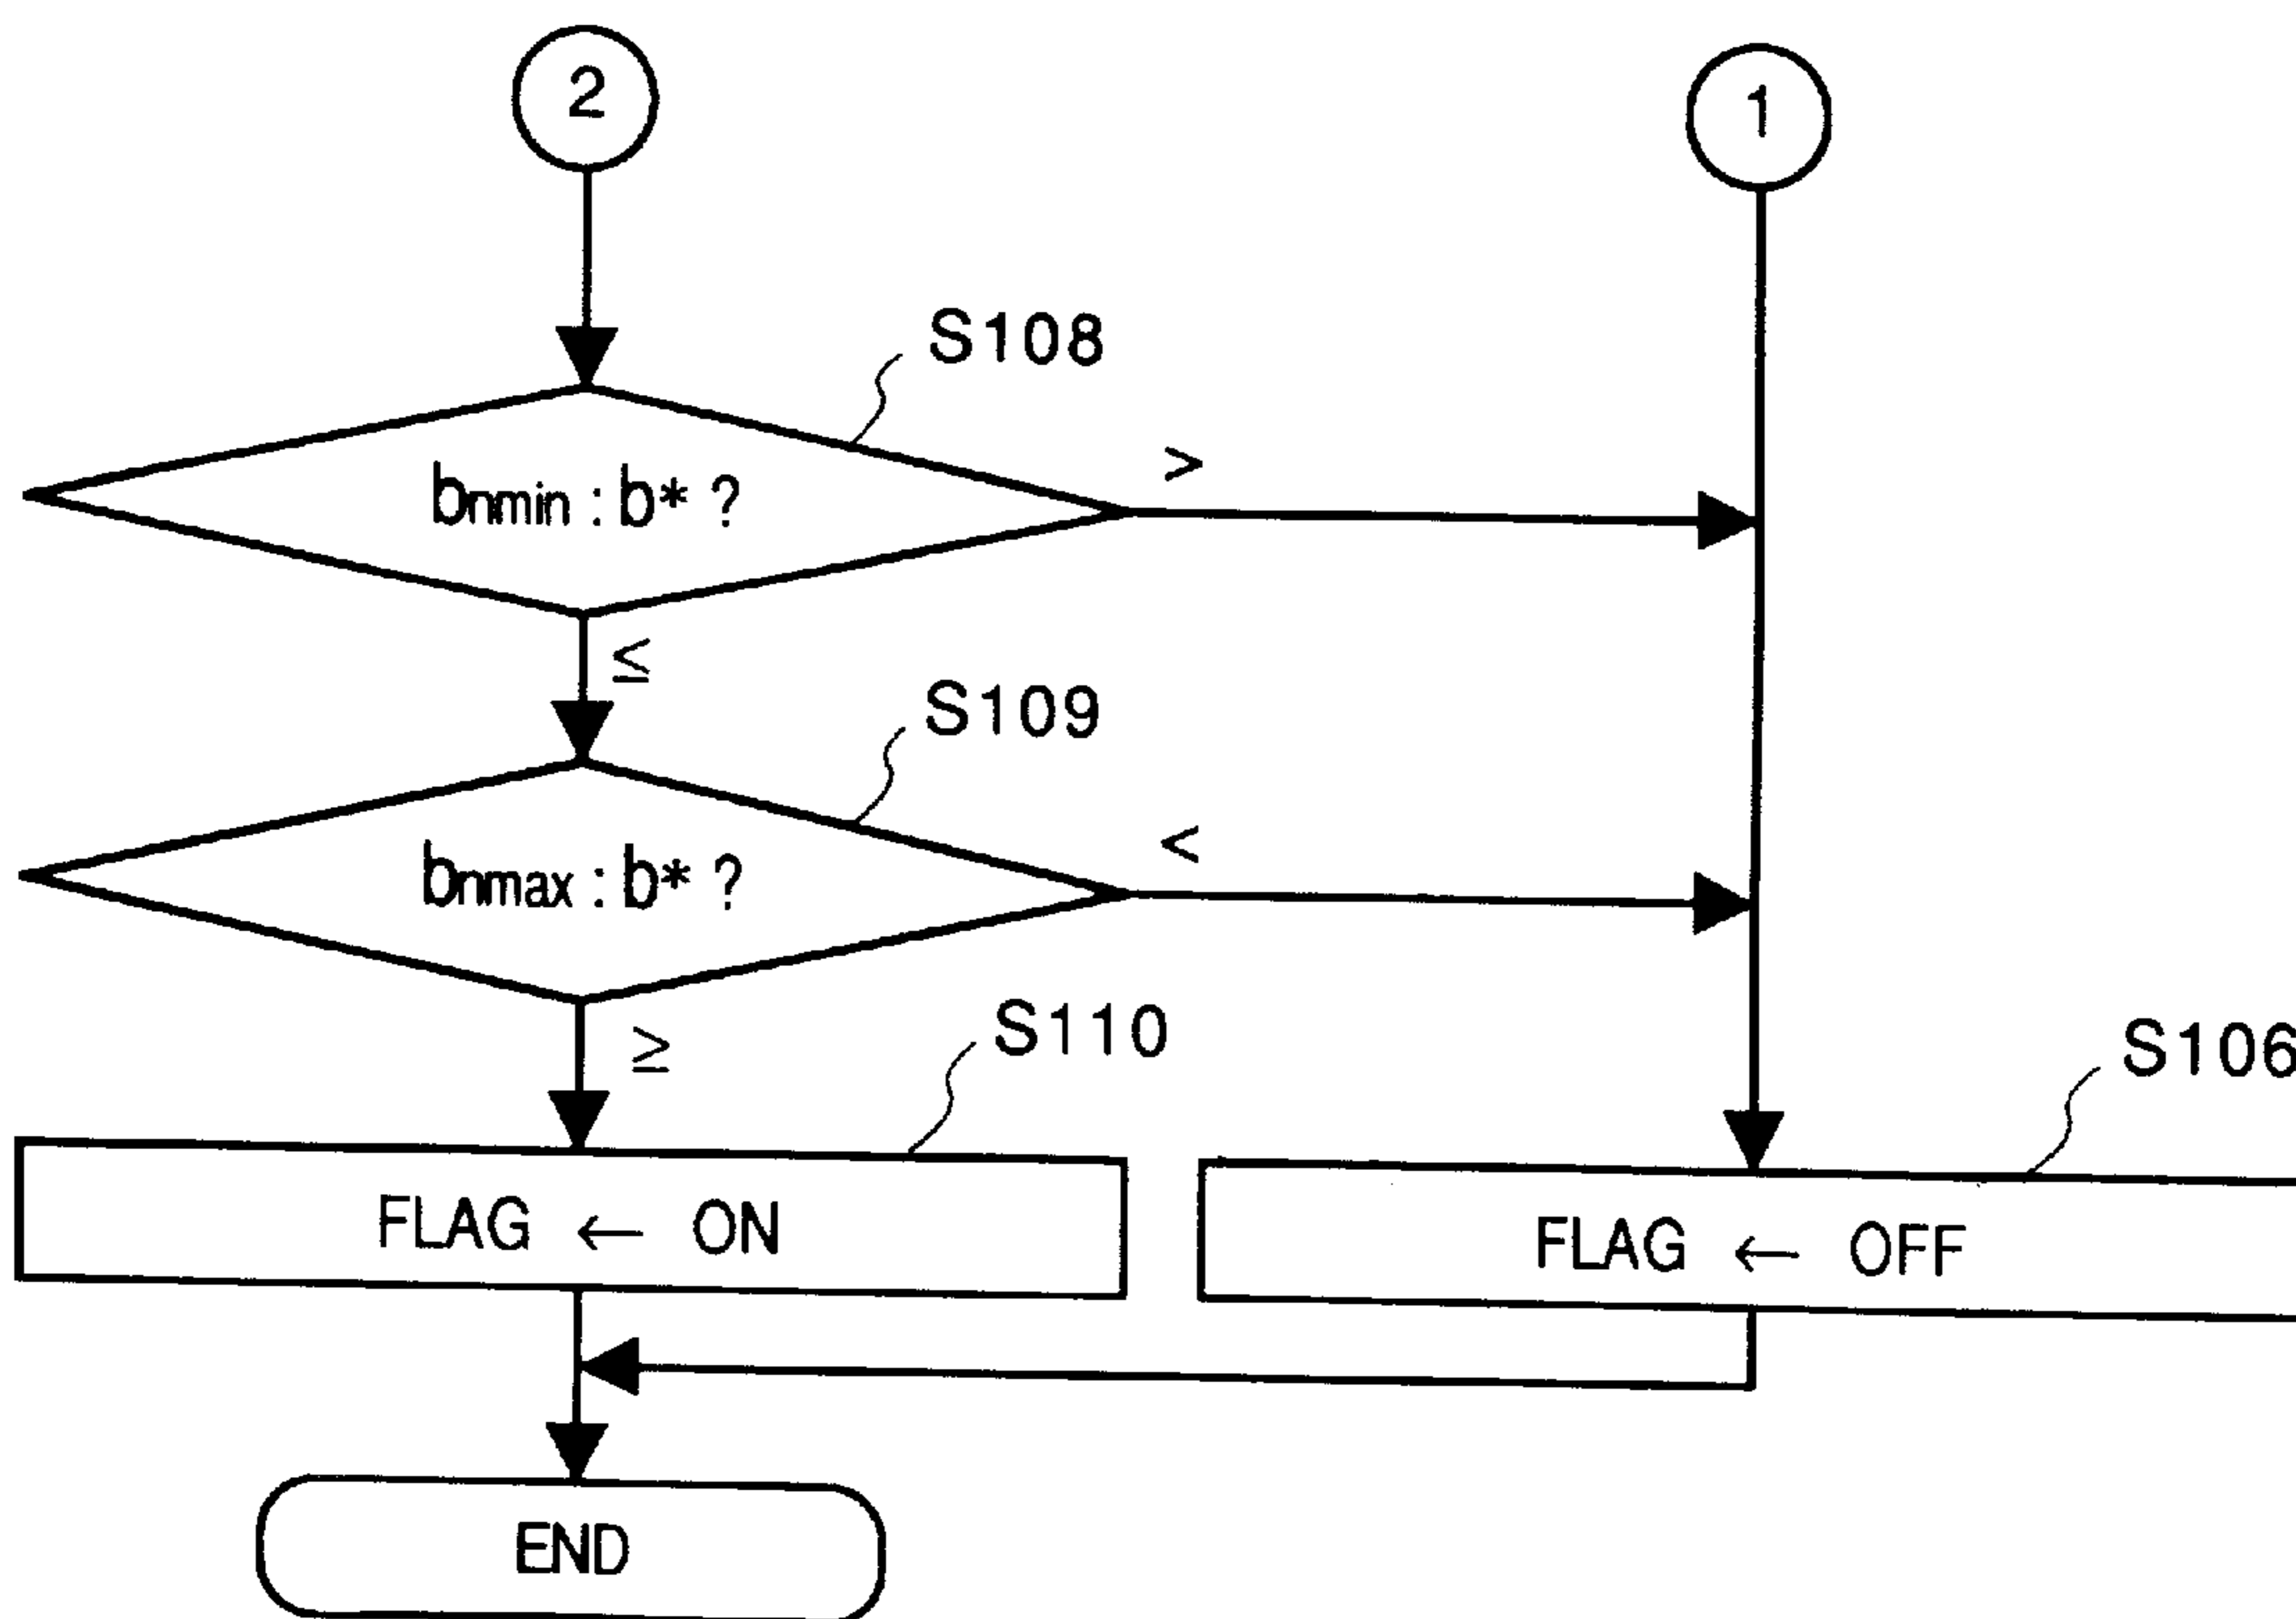 2
1
S108
bnmin : b* ?
>
≤
S109
bnmax : b* ?
<
≥
S110
S106
FLAG ← ON
FLAG ← OFF
END